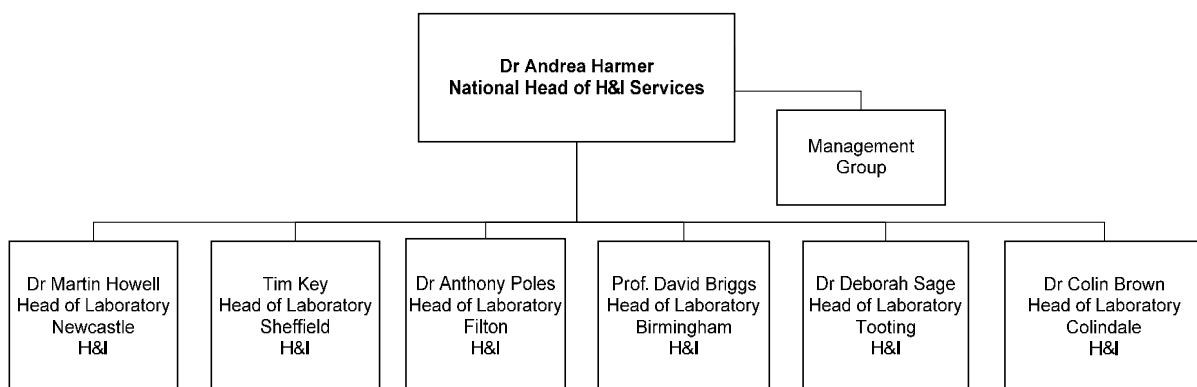 Dr Andrea Harmer
National Head of H&I Services
Management
Group
Dr Martin Howell
Head of Laboratory
Newcastle
H&I
Tim Key
Head of Laboratory
Sheffield
H&I
Dr Anthony Poles
Head of Laboratory
Filton
H&I
Prof. David Briggs
Head of Laboratory
Birmingham
H&I
Dr Deborah Sage
Head of Laboratory
Tooting
H&I
Dr Colin Brown
Head of Laboratory
Colindale
H&I